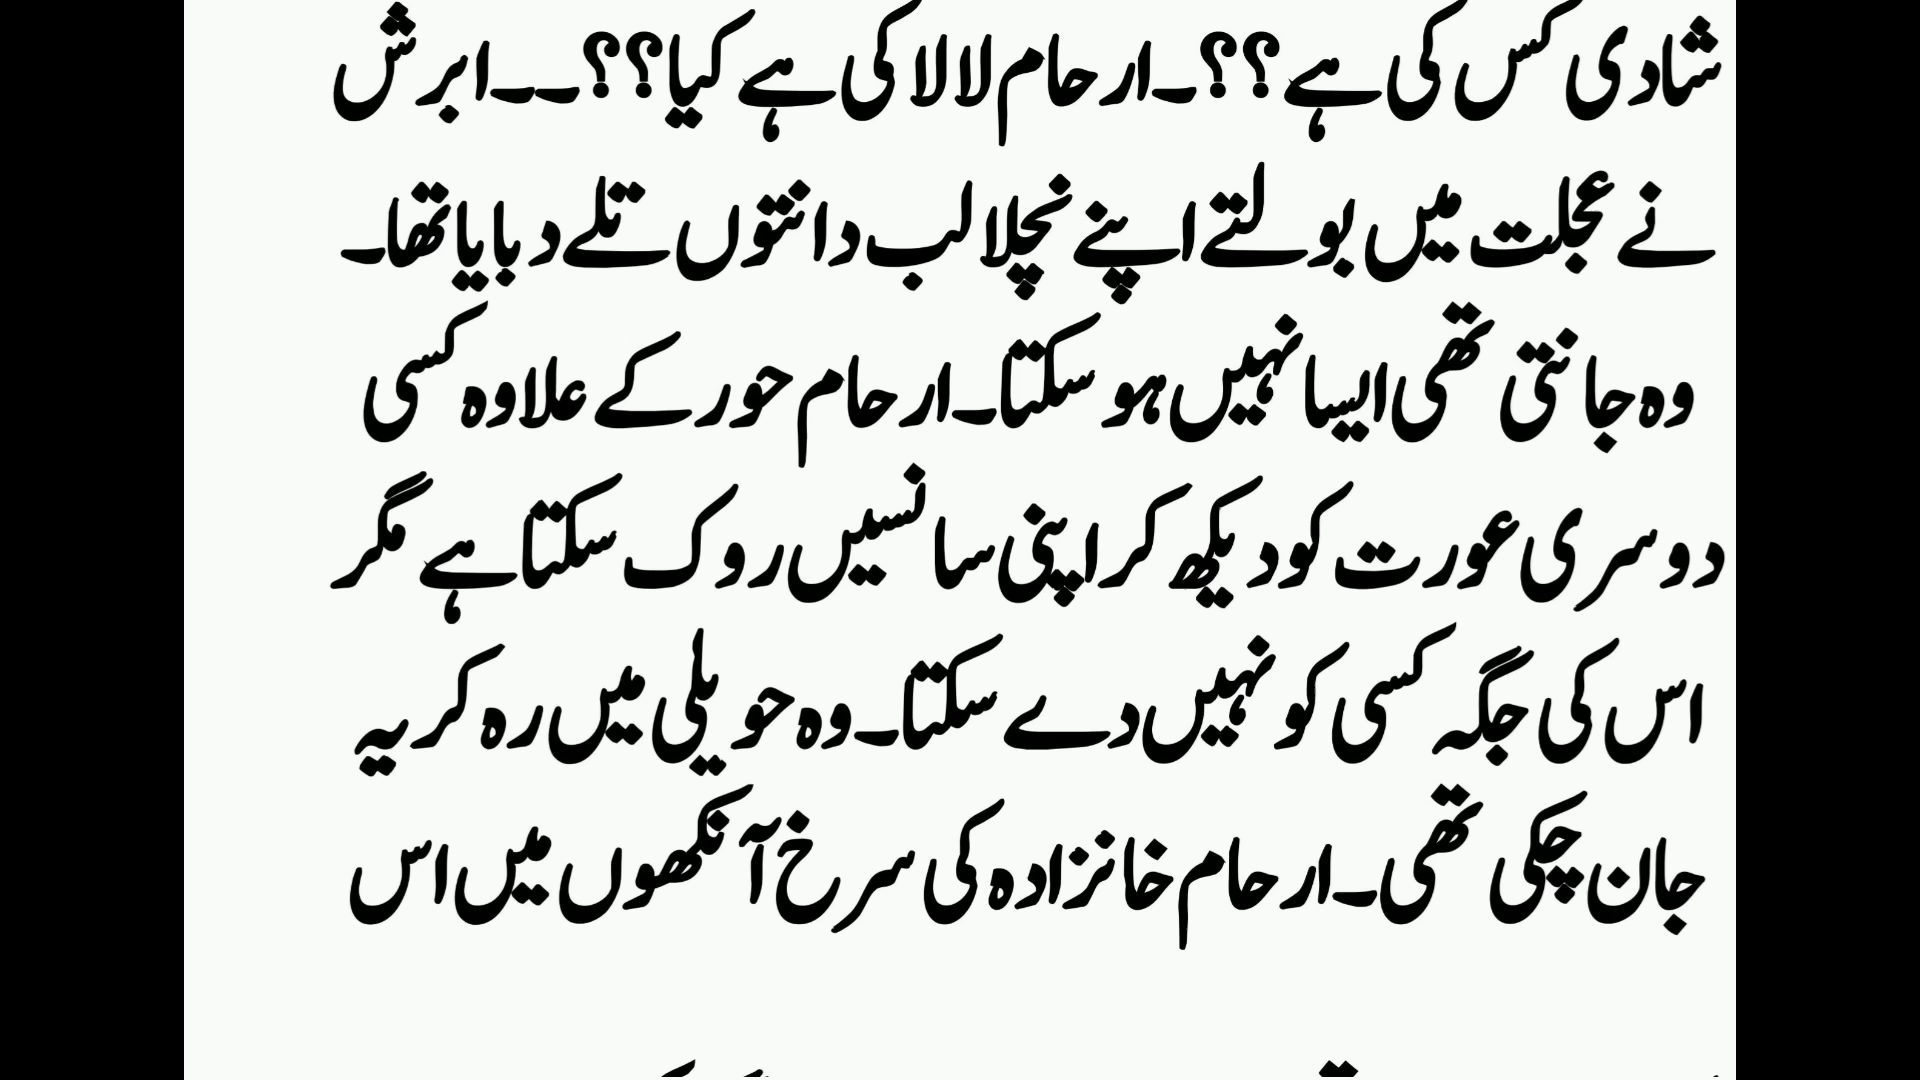 شادی کس کی ہے؟؟۔ارحام لالا کی ہے کیا؟؟۔۔ابرش
نے عجلت میں بولتے اپنے نچلا لب دانتوں تلے دبایا تھا۔
وہ جانتی تھی ایسا نہیں ہو سکتا۔ارحام حور کے علاوہ کسی
دوسری عورت کو دیکھ کر اپنی سانسیں روک سکتا ہے مگر
اس کی جگہ کسی کو نہیں دے سکتا۔وہ حویلی میں رہ کر یہ
جان چکی تھی۔ارحام خانزادہ کی سرخ آنکھوں میں اس